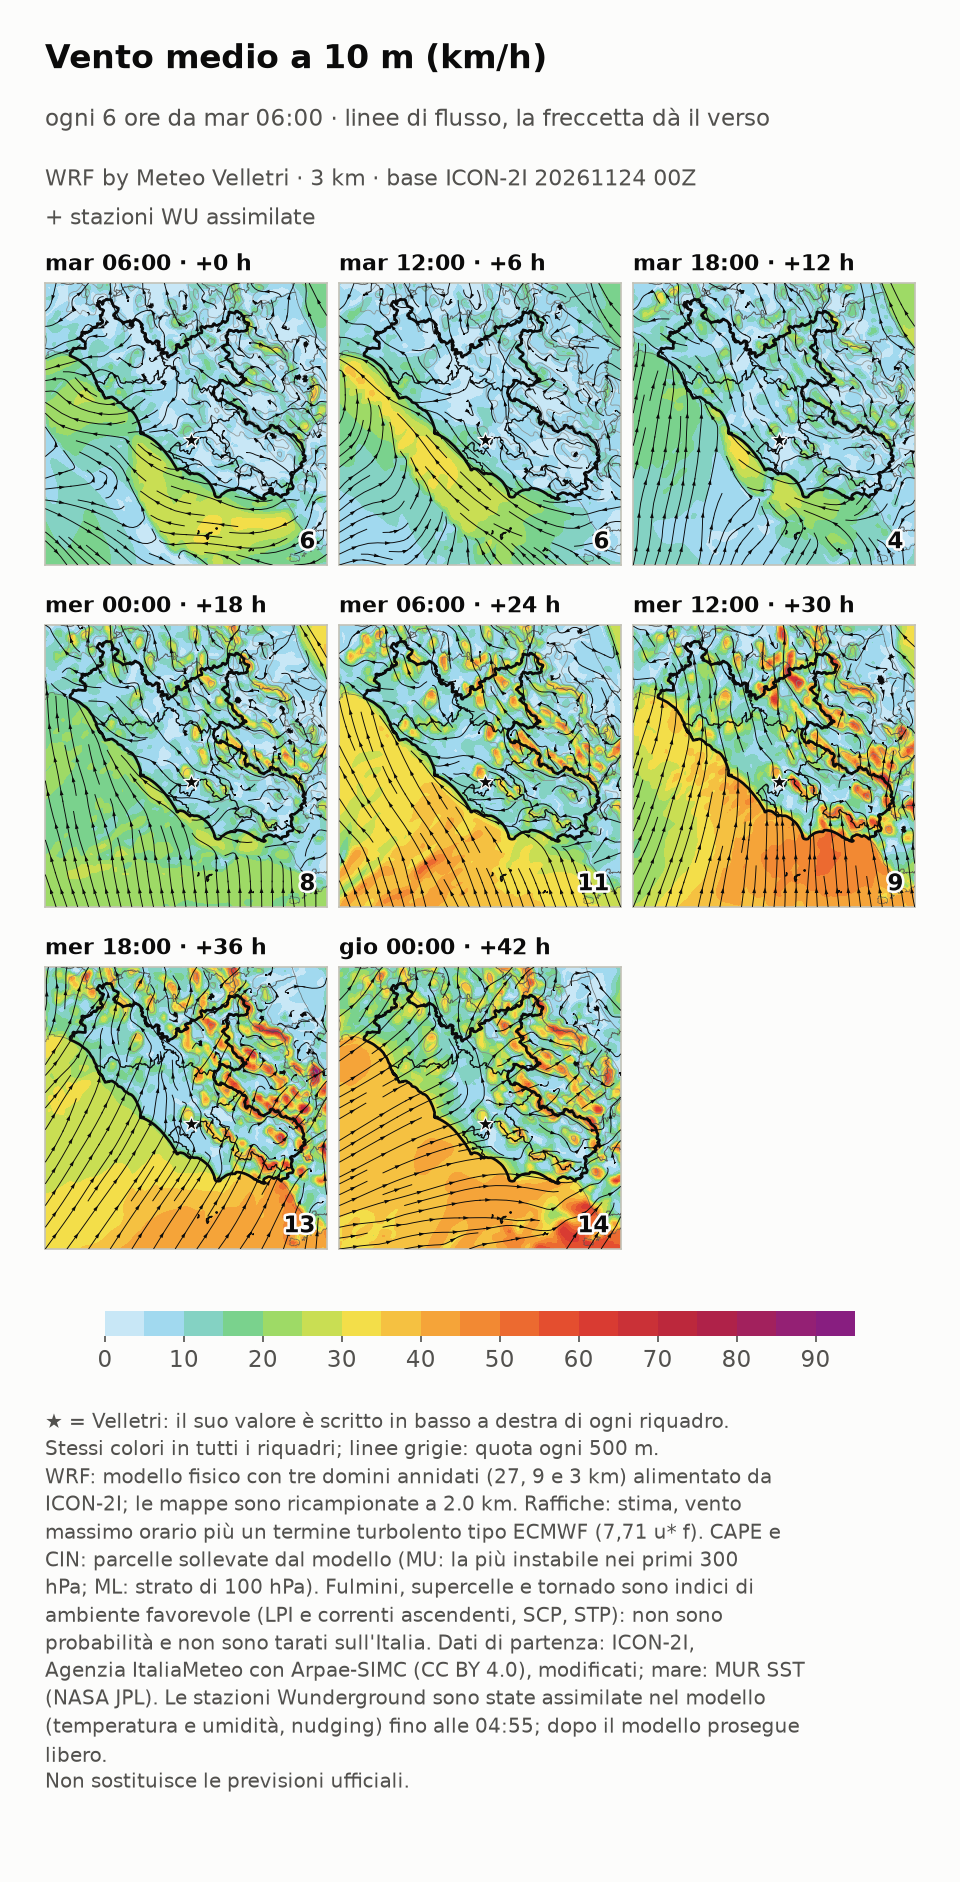 Vento medio a 10 m (km/h)
ogni 6 ore da mar 06:00 · linee di flusso, la freccetta dà il verso
WRF by Meteo Velletri · 3 km · base ICON-2I 20261124 00Z
+ stazioni WU assimilate
mar 06:00 · +0 h
mar 12:00 · +6 h
mar 18:00 · +12 h
6
6
4
mer 00:00 · +18 h
mer 06:00 · +24 h
mer 12:00 · +30 h
8
11
9
mer 18:00 · +36 h
gio 00:00 · +42 h
13
14
0 10 20 30 40 50 60 70 80 90
★ = Velletri: il suo valore è scritto in basso a destra di ogni riquadro.
Stessi colori in tutti i riquadri; linee grigie: quota ogni 500 m.
WRF: modello fisico con tre domini annidati (27, 9 e 3 km) alimentato da
ICON-2I; le mappe sono ricampionate a 2.0 km. Raffiche: stima, vento
massimo orario più un termine turbolento tipo ECMWF (7,71 u* f). CAPE e
CIN: parcelle sollevate dal modello (MU: la più instabile nei primi 300
hPa; ML: strato di 100 hPa). Fulmini, supercelle e tornado sono indici di
ambiente favorevole (LPI e correnti ascendenti, SCP, STP): non sono
probabilità e non sono tarati sull'Italia. Dati di partenza: ICON-2I,
Agenzia ItaliaMeteo con Arpae-SIMC (CC BY 4.0), modificati; mare: MUR SST
(NASA JPL). Le stazioni Wunderground sono state assimilate nel modello
(temperatura e umidità, nudging) fino alle 04:55; dopo il modello prosegue
libero.
Non sostituisce le previsioni ufficiali.